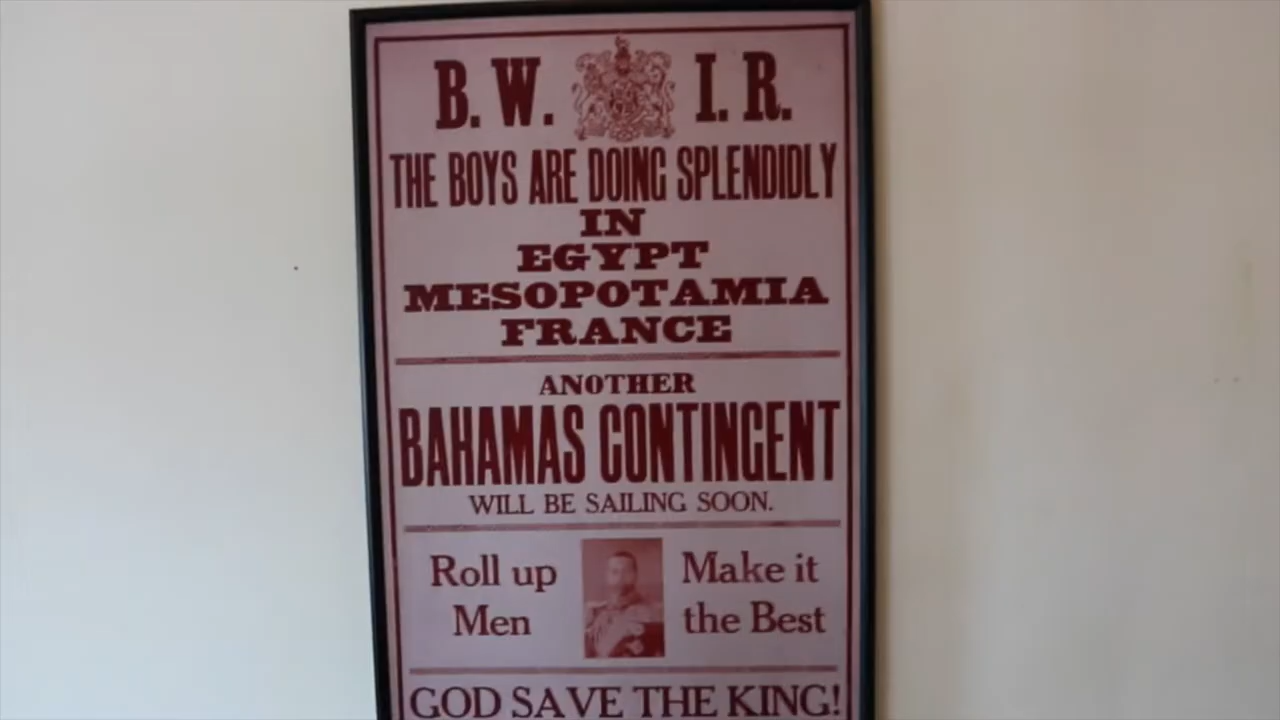 B. W. I. R.
THE BOYS ARE DOING SPLENDIDLY
IN
EGYPT
MESOPOTAMIA
FRANCE
ANOTHER
BAHAMAS CONTINGENT
WILL BE SAILING SOON.
Roll up
Men
Make it
the Best
GOD SAVE THE KING!